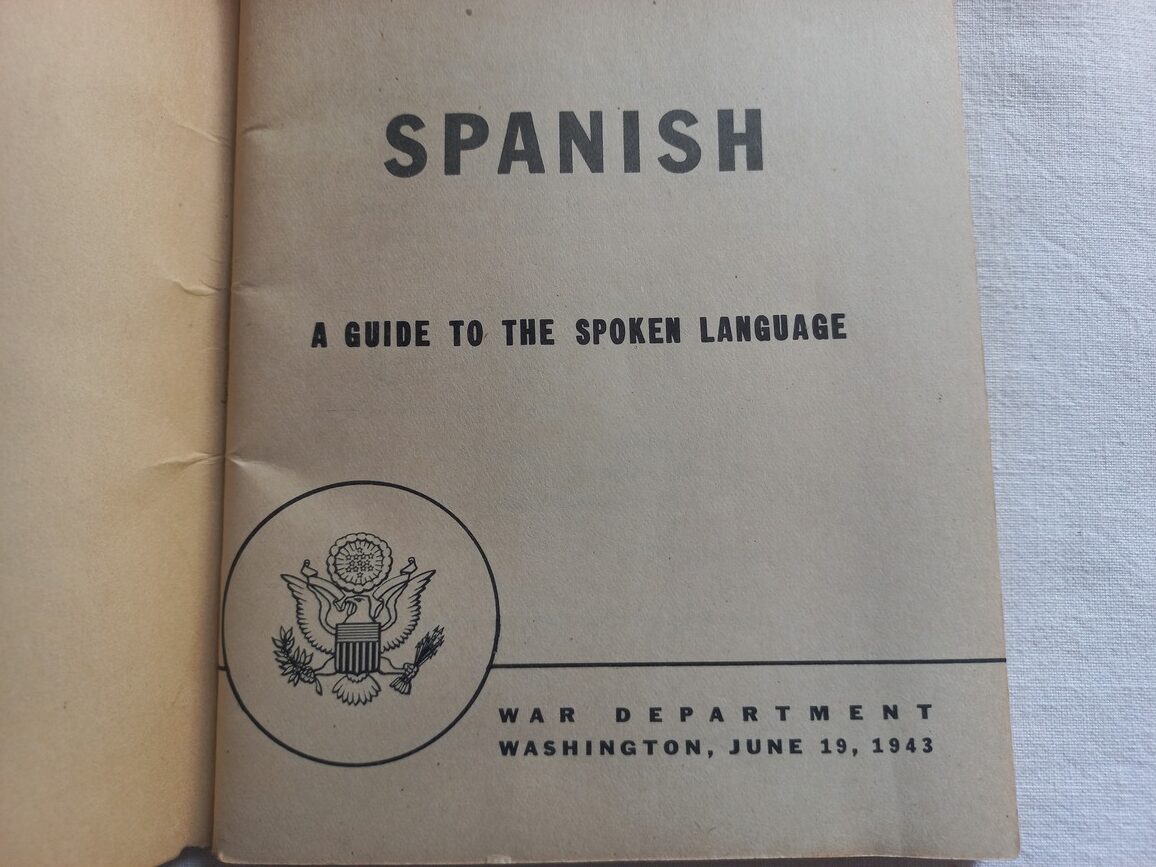 SPANISH
A GUIDE TO THE SPOKEN LANGUAGE
WAR DEPARTMENT
WASHINGTON, JUNE 19, 1943